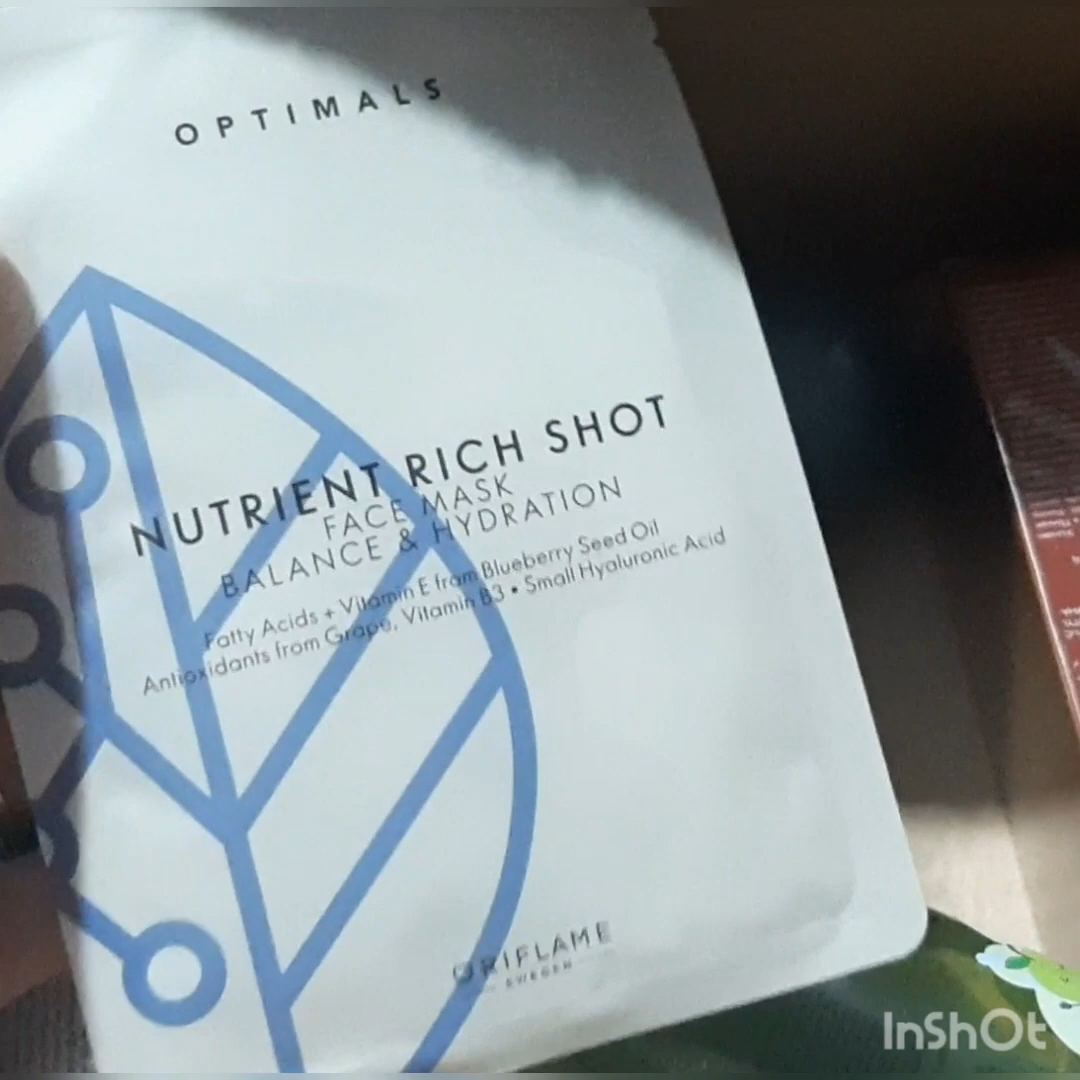 OPTIMALS
NUTRIENT RICH SHOT
FACE MASK
BALANCE & HYDRATION
Fatty Acids + Vitamin E from Blueberry Seed Oil
Antioxidants from Grape, Vitamin B3 • Small Hyaluronic Acid
ORIFLAME
SWEDEN
InShOt